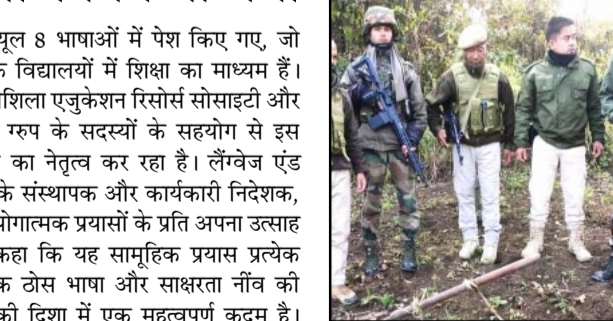 यूल 8 भाषाओं में पेश किए गए, जो
विद्यालयों में शिक्षा का माध्यम हैं।
शिला एजुकेशन रिसोर्स सोसाइटी और
ग्रुप के सदस्यों के सहयोग से इस
का नेतृत्व कर रहा है। लैंग्वेज एंड
के संस्थापक और कार्यकारी निदेशक,
योगात्मक प्रयासों के प्रति अपना उत्साह
कहा कि यह सामूहिक प्रयास प्रत्येक
ठोस भाषा और साक्षरता नींव की
की दिशा में एक महत्वपूर्ण कदम है।